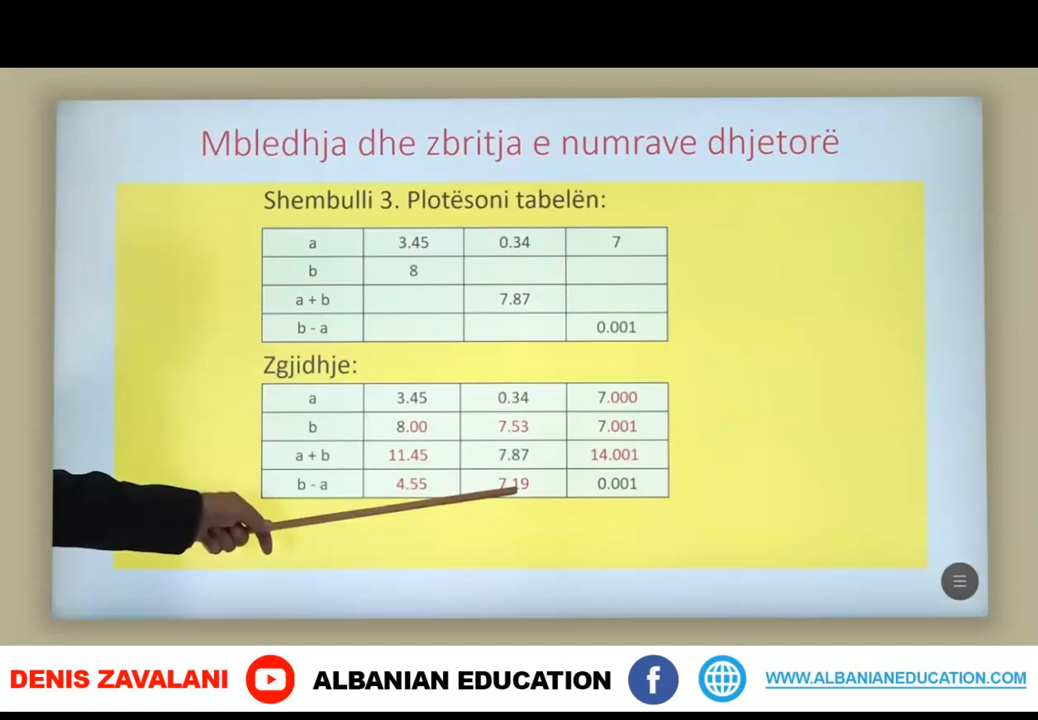 Mbledhja dhe zbritja e numrave dhjetorë
Shembulli 3. Plotësoni tabelën:
a 3.45 0.34 7
b 8
a + b 7.87
b - a 0.001
Zgjidhje:
a 3.45 0.34 7.000
b 8.00 7.53 7.001
a + b 11.45 7.87 14.001
b - a 4.55 7.19 0.001
DENIS ZAVALANI ALBANIAN EDUCATION f WWW.ALBANIANEDUCATION.COM